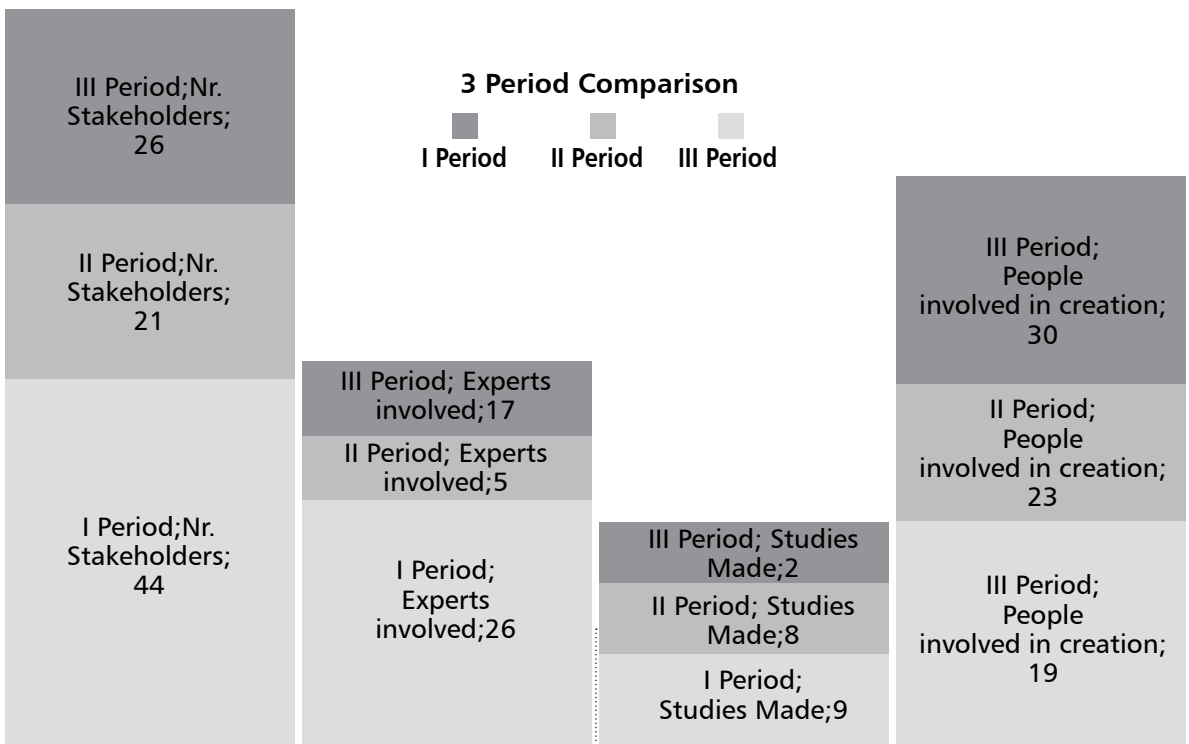 3 Period Comparison
I Period
II Period
III Period
III Period;Nr.
Stakeholders;
26
II Period;Nr.
Stakeholders;
21
I Period;Nr.
Stakeholders;
44
III Period; Experts
involved;17
II Period; Experts
involved;5
I Period;
Experts
involved;26
III Period; Studies
Made;2
II Period; Studies
Made;8
I Period;
Studies Made;9
III Period;
People
involved in creation;
30
II Period;
People
involved in creation;
23
III Period;
People
involved in creation;
19